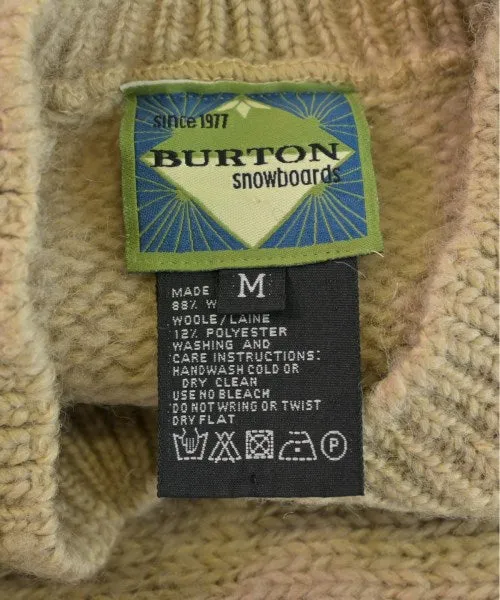 since 1977
BURTON
snowboards
M
MADE
88% W
WOOLE/LAINE
12% POLYESTER
WASHING AND
CARE INSTRUCTIONS:
HANDWASH COLD OR
DRY CLEAN
USE NO BLEACH
DO NOT WRING OR TWIST
DRY FLAT
P